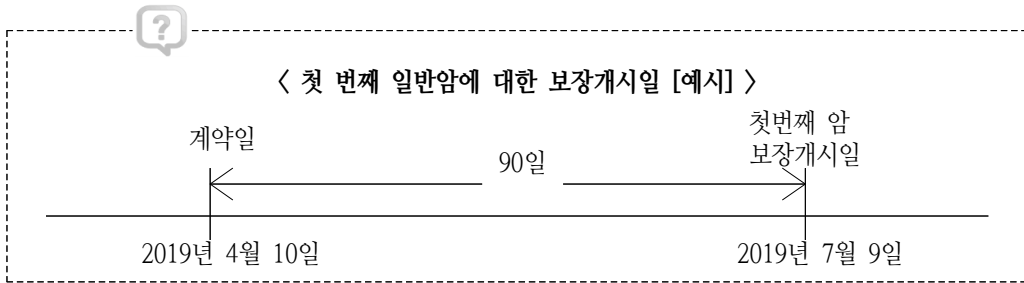 ?
〈 첫 번째 일반암에 대한 보장개시일 [예시] 〉
계약일
90일
첫번째 암
보장개시일
2019년 4월 10일
2019년 7월 9일